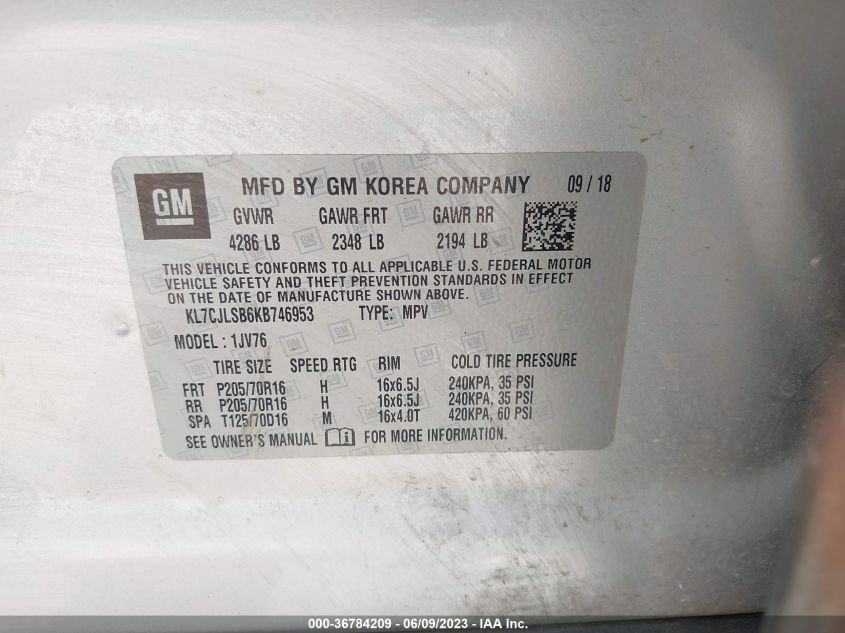 GM
MFD BY GM KOREA COMPANY 09 / 18
GVWR GAWR FRT GAWR RR
4286 LB 2348 LB 2194 LB
THIS VEHICLE CONFORMS TO ALL APPLICABLE U.S. FEDERAL MOTOR
VEHICLE SAFETY AND THEFT PREVENTION STANDARDS IN EFFECT
ON THE DATE OF MANUFACTURE SHOWN ABOVE.
KL7CJLSB6KB746953 TYPE: MPV
MODEL : 1JV76
TIRE SIZE SPEED RTG RIM COLD TIRE PRESSURE
FRT P205/70R16 H 16x6.5J 240KPA, 35 PSI
RR P205/70R16 H 16x6.5J 240KPA, 35 PSI
SPA T125/70D16 M 16x4.0T 420KPA, 60 PSI
SEE OWNER'S MANUAL FOR MORE INFORMATION.
000-36784209 - 06/09/2023 - IAA Inc.